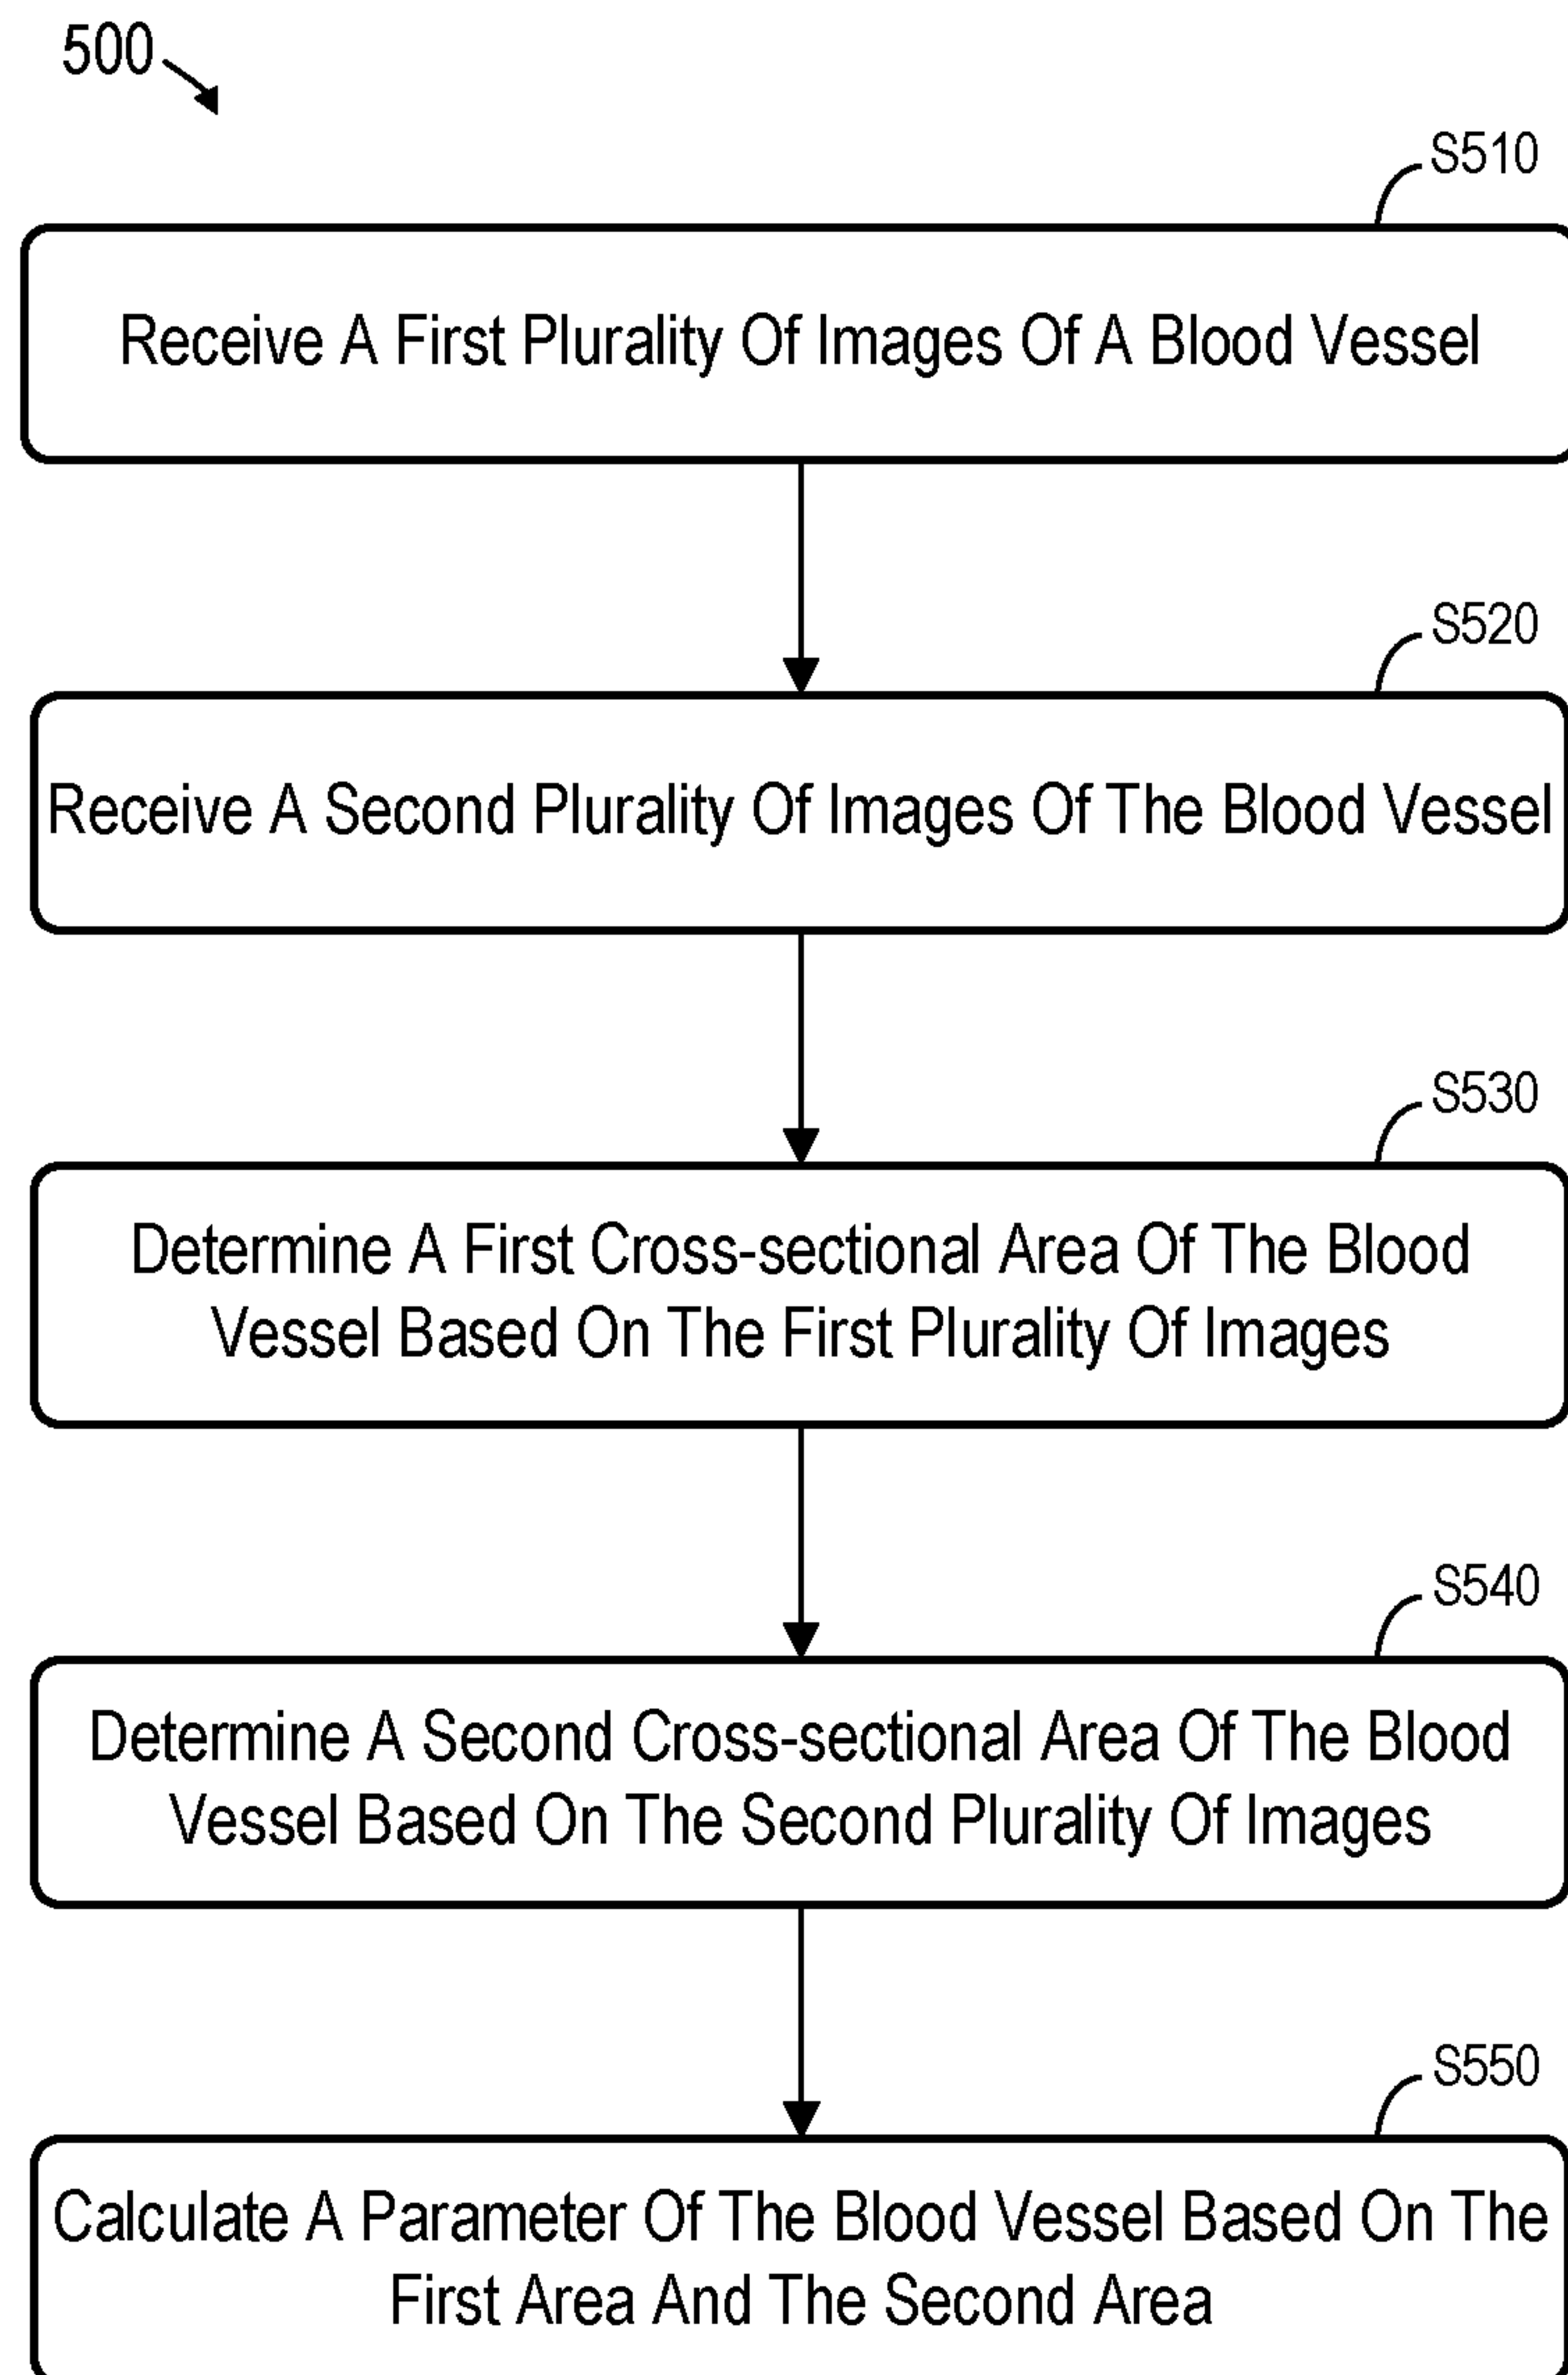 500
S510
Receive A First Plurality Of Images Of A Blood Vessel
S520
Receive A Second Plurality Of Images Of The Blood Vessel
S530
Determine A First Cross-sectional Area Of The Blood
Vessel Based On The First Plurality Of Images
S540
Determine A Second Cross-sectional Area Of The Blood
Vessel Based On The Second Plurality Of Images
S550
Calculate A Parameter Of The Blood Vessel Based On The
First Area And The Second Area